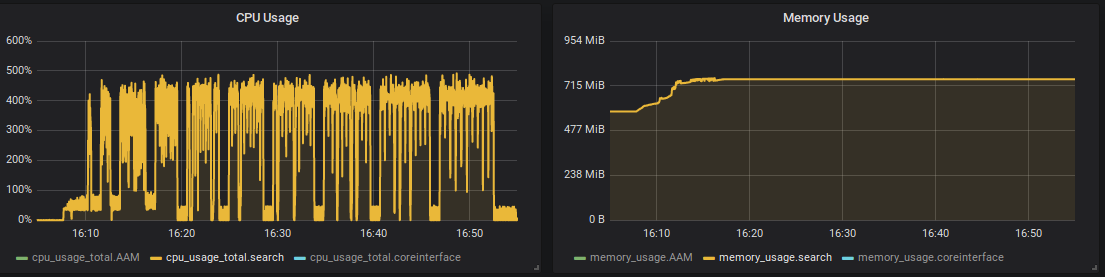 CPU Usage
600%
500%
400%
300%
200%
100%
0%
16:10 16:20 16:30 16:40 16:50
cpu_usage_total.AAM cpu_usage_total.search cpu_usage_total.coreinterface
Memory Usage
954 MiB
715 MiB
477 MiB
238 MiB
0 B
16:10 16:20 16:30 16:40 16:50
memory_usage.AAM memory_usage.search memory_usage.coreinterface